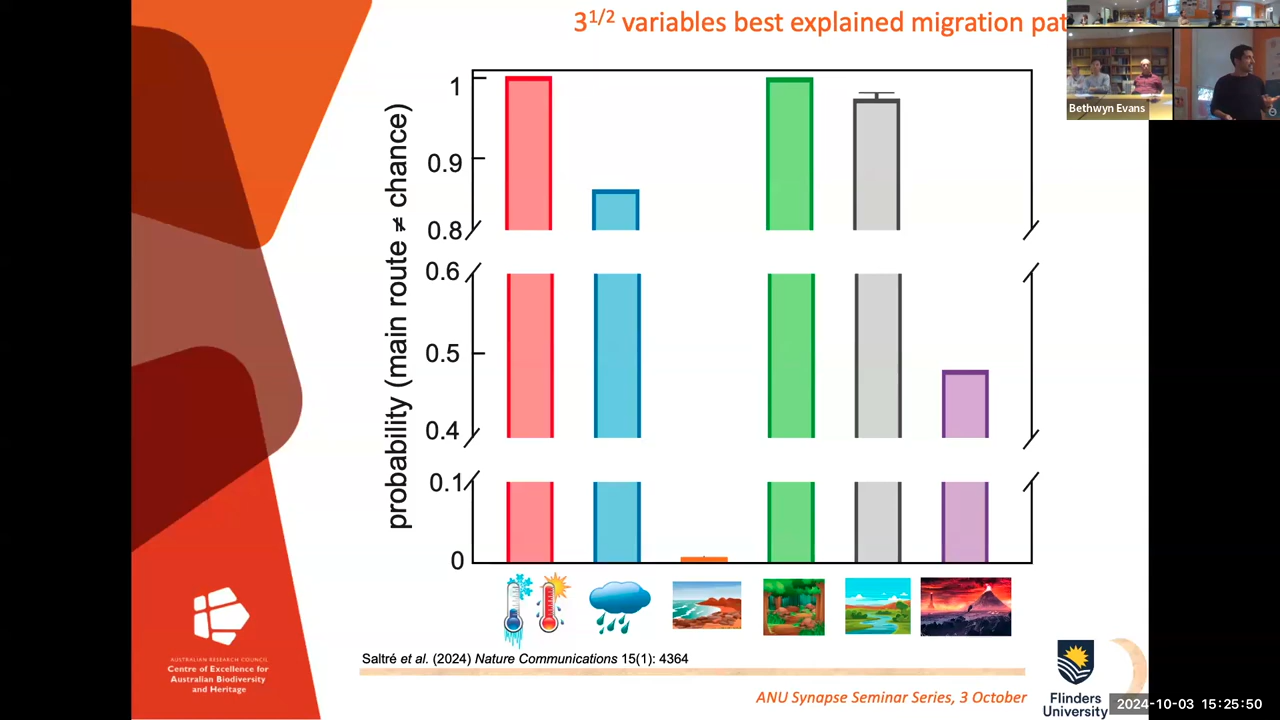 31/2 variables best explained migration pat
Bethwyn Evans
probability (main route ≠ chance)
1
0.9
0.8
0.6
0.5
0.4
0.1
0
Saltré et al. (2024) Nature Communications 15(1): 4364
AUSTRALIAN RESEARCH COUNCIL
Centre of Excellence for
Australian Biodiversity
and Heritage
ANU Synapse Seminar Series, 3 October
Flinders
University
2024-10-03 15:25:50